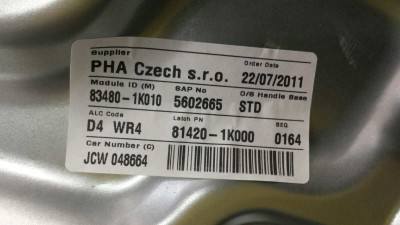 Supplier Order Date
PHA Czech s.r.o. 22/07/2011
Module ID (M) SAP No O/S Handle Base
83480-1K010 5602665 STD
ALC Code Latch PN SEQ
D4 WR4 81420-1K000 0164
Car Number (C)
JCW 048664